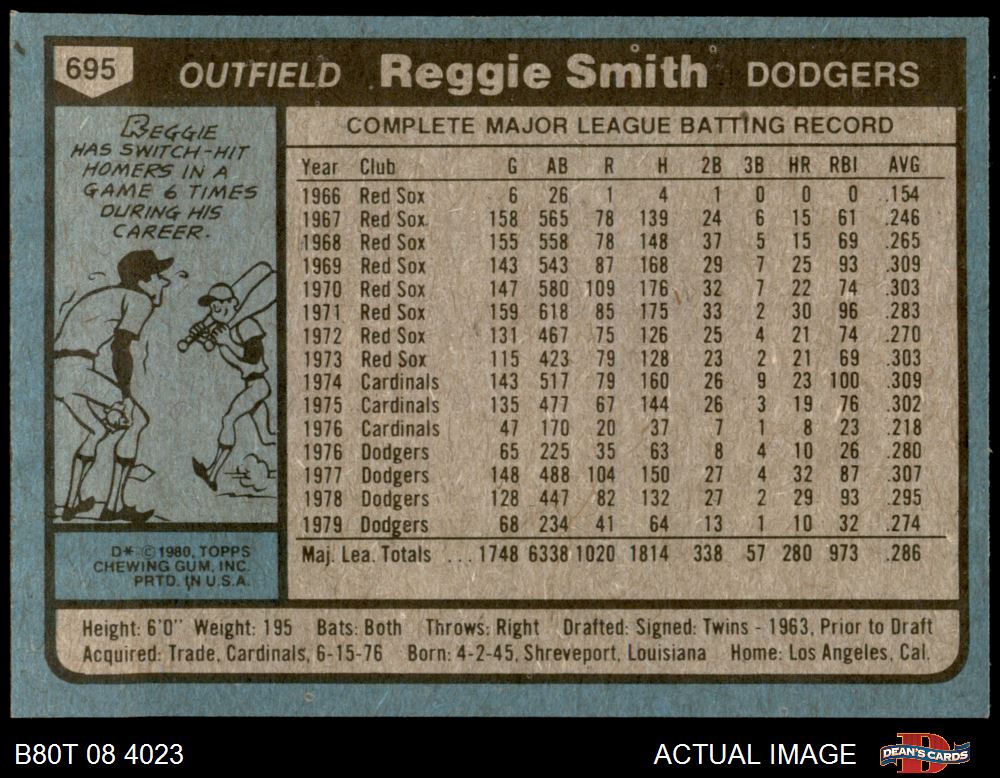 695 OUTFIELD Reggie Smith DODGERS
REGGIE
HAS SWITCH-HIT
HOMERS IN A
GAME 6 TIMES
DURING HIS
CAREER.
D* © 1980, TOPPS
CHEWING GUM, INC.
PRTD. IN U.S.A.
COMPLETE MAJOR LEAGUE BATTING RECORD
Year Club G AB R H 2B 3B HR RBI AVG
1966 Red Sox 6 26 1 4 1 0 0 0 .154
1967 Red Sox 158 565 78 139 24 6 15 61 .246
1968 Red Sox 155 558 78 148 37 5 15 69 .265
1969 Red Sox 143 543 87 168 29 7 25 93 .309
1970 Red Sox 147 580 109 176 32 7 22 74 .303
1971 Red Sox 159 618 85 175 33 2 30 96 .283
1972 Red Sox 131 467 75 126 25 4 21 74 .270
1973 Red Sox 115 423 79 128 23 2 21 69 .303
1974 Cardinals 143 517 79 160 26 9 23 100 .309
1975 Cardinals 135 477 67 144 26 3 19 76 .302
1976 Cardinals 47 170 20 37 7 1 8 23 .218
1976 Dodgers 65 225 35 63 8 4 10 26 .280
1977 Dodgers 148 488 104 150 27 4 32 87 .307
1978 Dodgers 128 447 82 132 27 2 29 93 .295
1979 Dodgers 68 234 41 64 13 1 10 32 .274
Maj. Lea. Totals ... 1748 6338 1020 1814 338 57 280 973 .286
Height: 6'0" Weight: 195 Bats: Both Throws: Right Drafted: Signed: Twins - 1963, Prior to Draft
Acquired: Trade, Cardinals, 6-15-76 Born: 4-2-45, Shreveport, Louisiana Home: Los Angeles, Cal.
B80T 08 4023 ACTUAL IMAGE DEAN'S CARDS